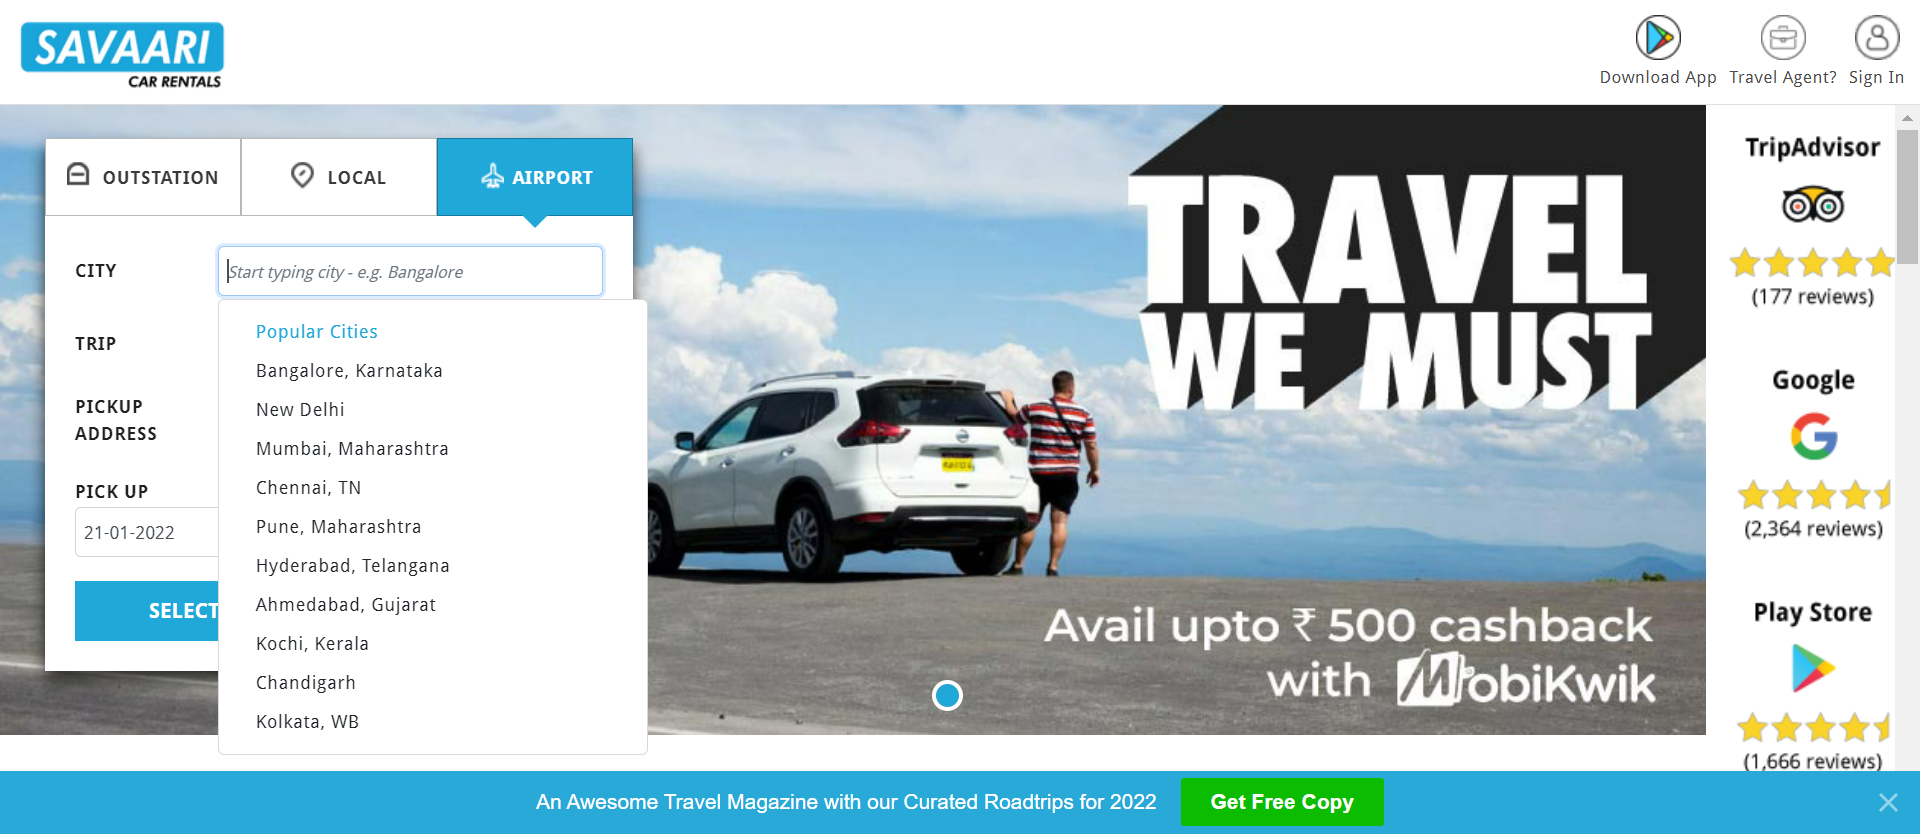 SAVAARI
CAR RENTALS
Download App
Travel Agent?
Sign In
OUTSTATION
LOCAL
AIRPORT
CITY
Start typing city - e.g. Bangalore
Popular Cities
Bangalore, Karnataka
New Delhi
Mumbai, Maharashtra
Chennai, TN
Pune, Maharashtra
Hyderabad, Telangana
Ahmedabad, Gujarat
Kochi, Kerala
Chandigarh
Kolkata, WB
TRIP
PICKUP
ADDRESS
PICK UP
21-01-2022
SELECT
TRAVEL
WE MUST
Avail upto ₹ 500 cashback
with MobiKwik
TripAdvisor
(177 reviews)
Google
(2,364 reviews)
Play Store
(1,666 reviews)
An Awesome Travel Magazine with our Curated Roadtrips for 2022
Get Free Copy